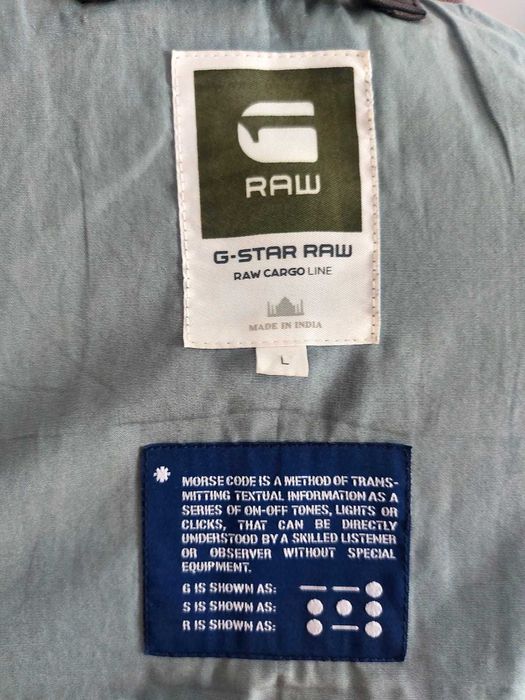 RAW
G-STAR RAW
RAW CARGO LINE
MADE IN INDIA
L
* MORSE CODE IS A METHOD OF TRANS-
MITTING TEXTUAL INFORMATION AS A
SERIES OF ON-OFF TONES, LIGHTS OR
CLICKS, THAT CAN BE DIRECTLY
UNDERSTOOD BY A SKILLED LISTENER
OR OBSERVER WITHOUT SPECIAL
EQUIPMENT.
G IS SHOWN AS: — — ●
S IS SHOWN AS: ● ● ●
R IS SHOWN AS: ● — ●